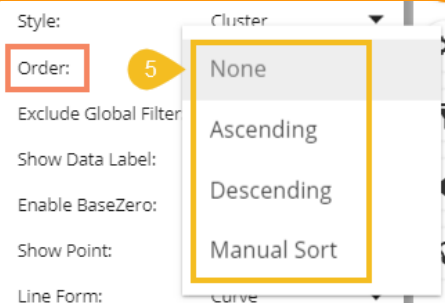 Style: Cluster
Order: 5 None
Exclude Global Filter
Ascending
Show Data Label:
Descending
Enable BaseZero:
Show Point: Manual Sort
Line Form: Curve